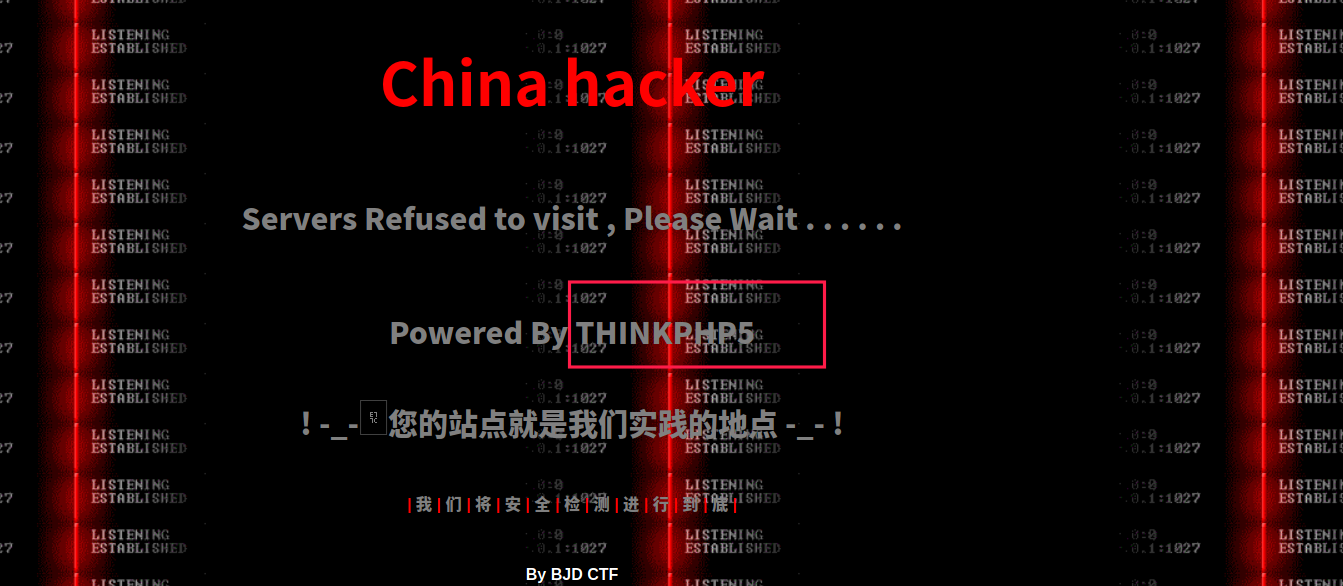 China hacker
Servers Refused to visit , Please Wait . . . . . .
Powered By THINKPHP5
! -_- 您的站点就是我们实践的地点 -_- !
| 我 | 们 | 将 | 安 | 全 | 检 | 测 | 进 | 行 | 到 | 底 |
By BJD CTF
LISTENING
ESTABLISHED